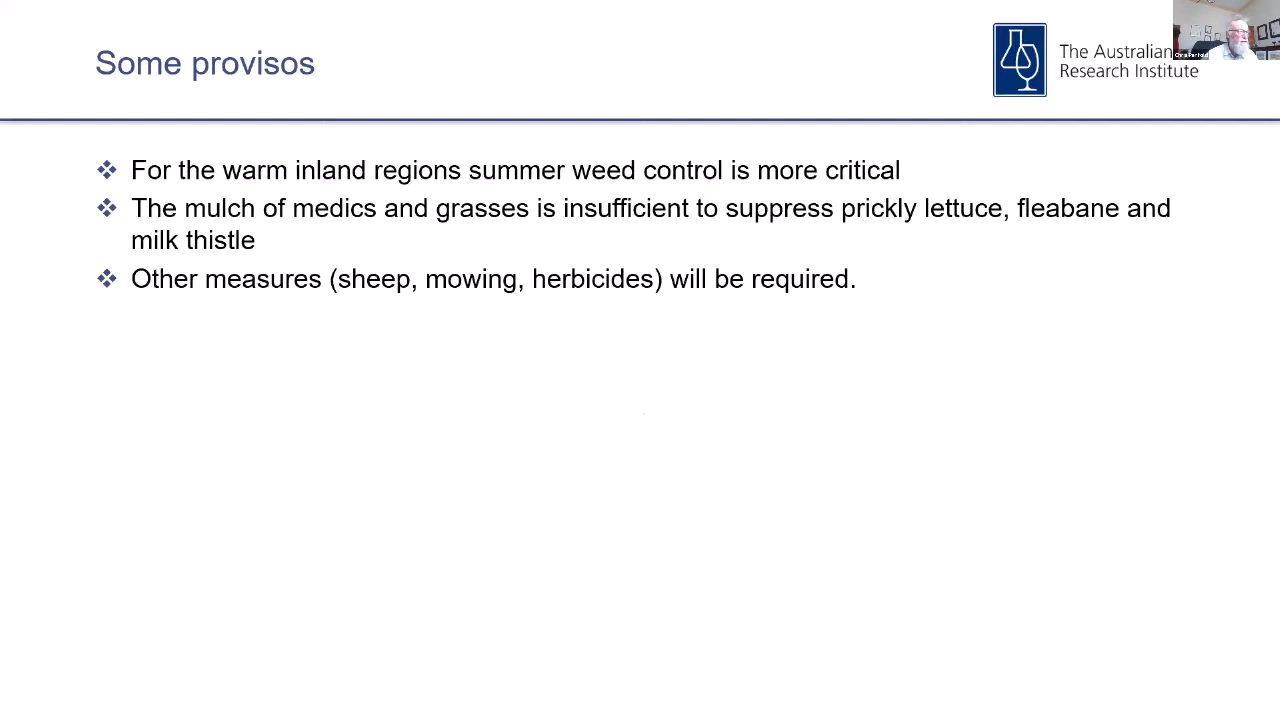 Some provisos
The Australian
Research Institute
For the warm inland regions summer weed control is more critical
The mulch of medics and grasses is insufficient to suppress prickly lettuce, fleabane and
milk thistle
Other measures (sheep, mowing, herbicides) will be required.